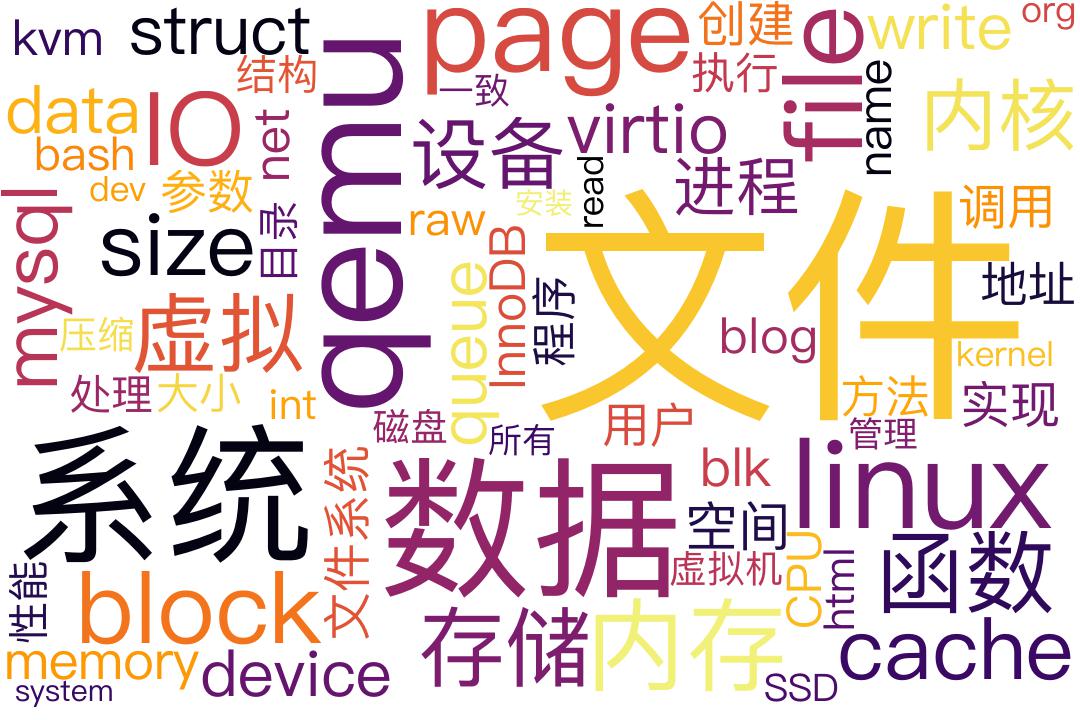 kvm
struct
page
创建
file
write
org
结构
一致
执行
name
data
IO
net
qemu
设备
virtio
内核
bash
dev
参数
read
进程
安装
mysql
size
目录
raw
InnoDB
文件
调用
压缩
虚拟
queue
程序
blog
地址
kernel
处理
大小
int
磁盘
所有
用户
方法
实现
管理
系统
文件系统
数据
blk
linux
空间
虚拟机
CPU
html
函数
性能
block
存储
内存
cache
memory
device
system
SSD